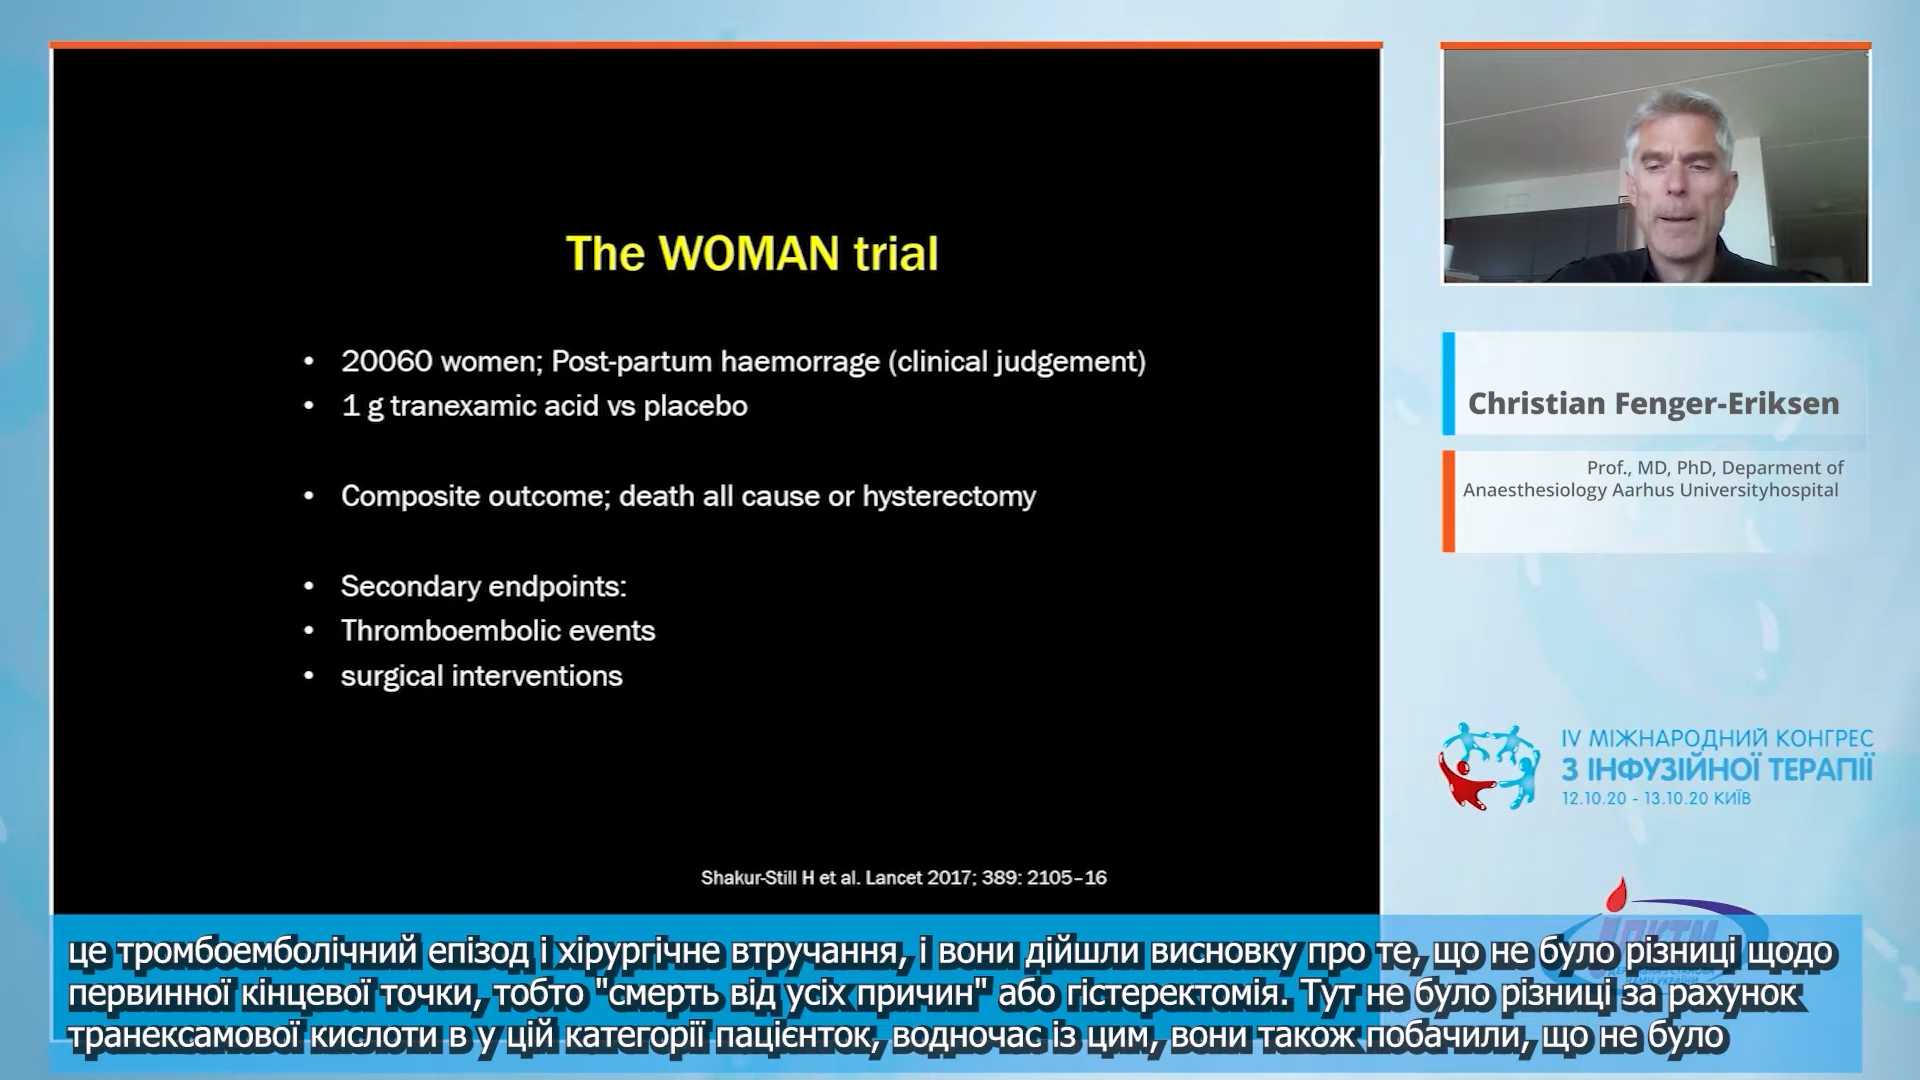 The WOMAN trial
• 20060 women; Post-partum haemorrage (clinical judgement)
• 1 g tranexamic acid vs placebo
• Composite outcome; death all cause or hysterectomy
• Secondary endpoints:
• Thromboembolic events
• surgical interventions
Shakur-Still H et al. Lancet 2017; 389: 2105–16
Christian Fenger-Eriksen
Prof., MD, PhD, Deparment of
Anaesthesiology Aarhus Universityhospital
IV МІЖНАРОДНИЙ КОНГРЕС
З ІНФУЗІЙНОЇ ТЕРАПІЇ
12.10.20 - 13.10.20 КИЇВ
це тромбоемболічний епізод і хірургічне втручання, і вони дійшли висновку про те, що не було різниці щодо
первинної кінцевої точки, тобто "смерть від усіх причин" або гістеректомія. Тут не було різниці за рахунок
транексамової кислоти в у цій категорії пацієнток, водночас із цим, вони також побачили, що не було